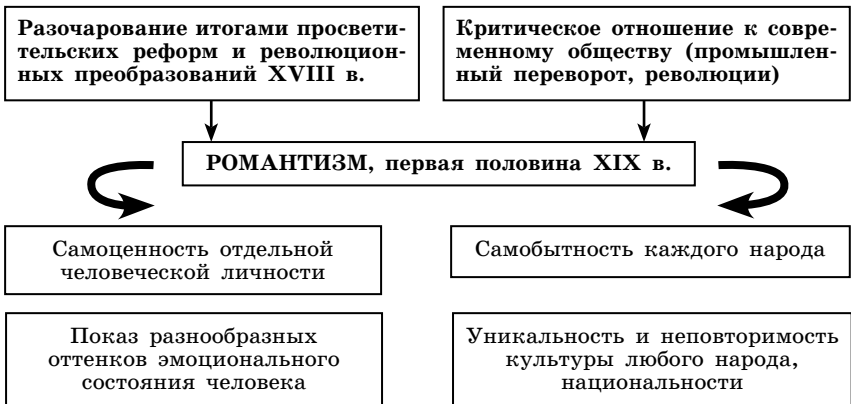 Разочарование итогами просвети-
тельских реформ и революцион-
ных преобразований XVIII в.
Критическое отношение к совре-
менному обществу (промышлен-
ный переворот, революции)
РОМАНТИЗМ, первая половина XIX в.
Самоценность отдельной
человеческой личности
Самобытность каждого народа
Показ разнообразных
оттенков эмоционального
состояния человека
Уникальность и неповторимость
культуры любого народа,
национальности